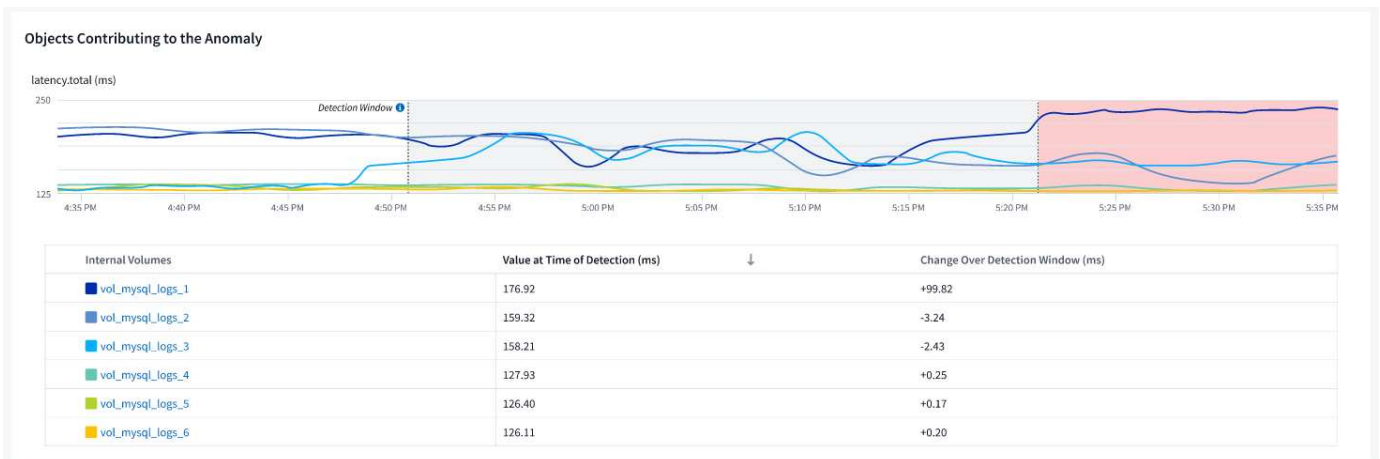 Objects Contributing to the Anomaly
latency.total (ms)
250
Detection Window
125
4:35 PM 4:40 PM 4:45 PM 4:50 PM 4:55 PM 5:00 PM 5:05 PM 5:10 PM 5:15 PM 5:20 PM 5:25 PM 5:30 PM 5:35 PM
Internal Volumes Value at Time of Detection (ms) ↓ Change Over Detection Window (ms)
vol_mysql_logs_1 176.92 +99.82
vol_mysql_logs_2 159.32 -3.24
vol_mysql_logs_3 158.21 -2.43
vol_mysql_logs_4 127.93 +0.25
vol_mysql_logs_5 126.40 +0.17
vol_mysql_logs_6 126.11 +0.20